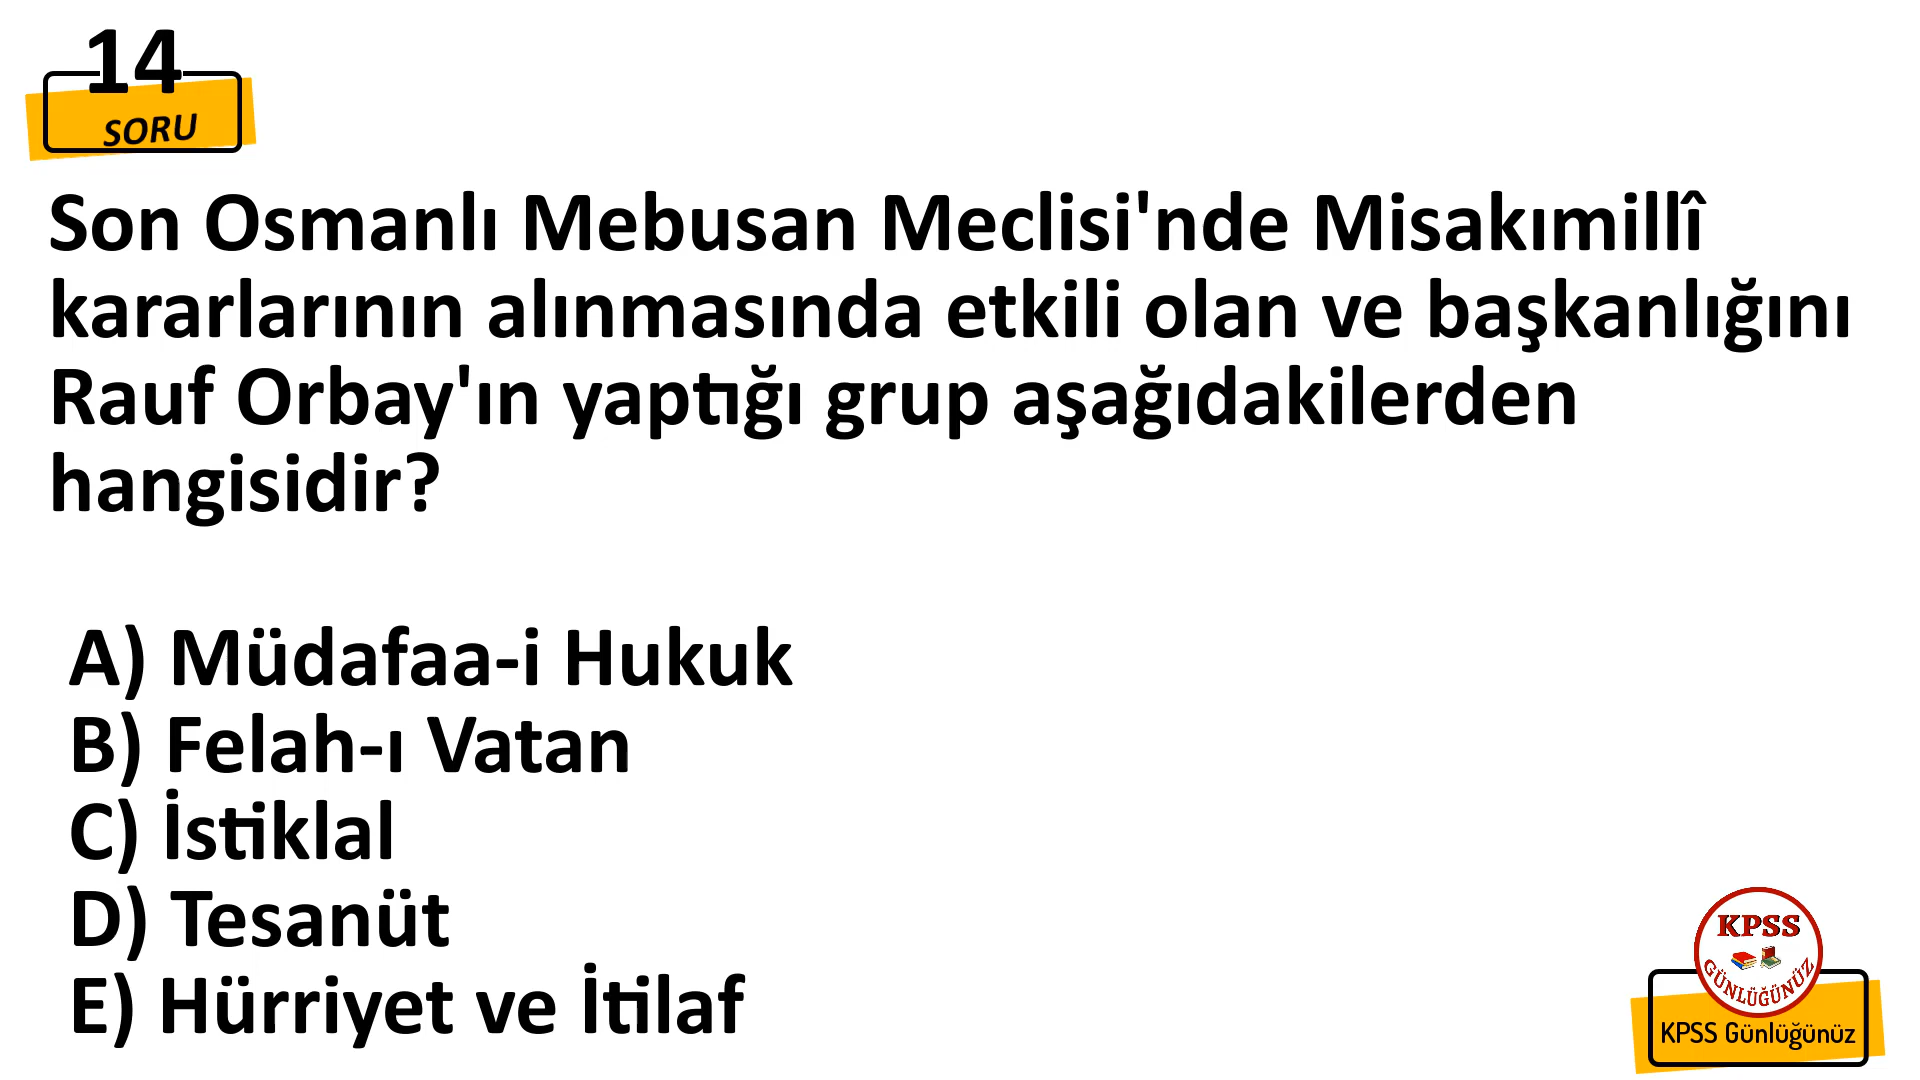 14
SORU
Son Osmanlı Mebusan Meclisi'nde Misakımillî
kararlarının alınmasında etkili olan ve başkanlığını
Rauf Orbay'ın yaptığı grup aşağıdakilerden
hangisidir?
A) Müdafaa-i Hukuk
B) Felah-ı Vatan
C) İstiklal
D) Tesanüt
E) Hürriyet ve İtilaf
KPSS
GÜNLÜĞÜNÜZ
KPSS Günlüğünüz